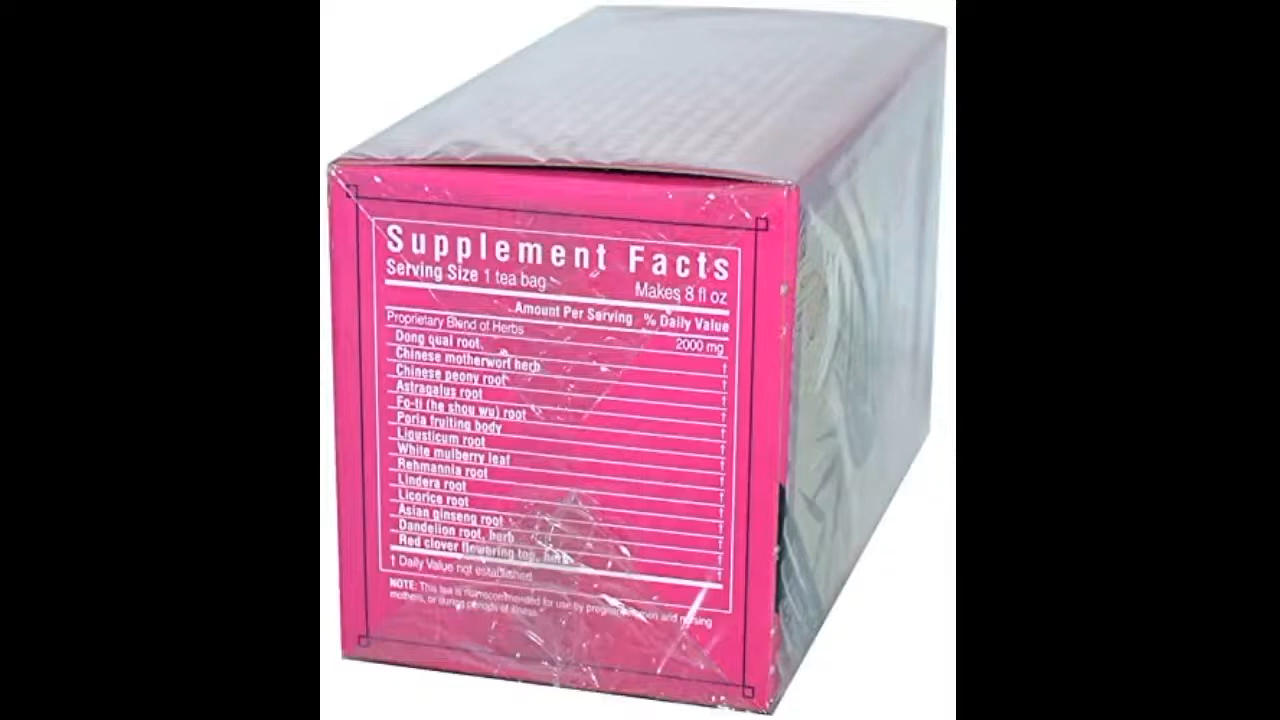 Supplement Facts
Serving Size 1 tea bag Makes 8 fl oz
Amount Per Serving % Daily Value
Proprietary Blend of Herbs 2000 mg
Dong quai root, †
Chinese motherwort herb †
Chinese peony root †
Astragalus root †
Fo-ti (he shou wu) root †
Poria fruiting body †
Ligusticum root †
White mulberry leaf †
Rehmannia root †
Lindera root †
Licorice root †
Asian ginseng root †
Dandelion root, herb †
Red clover flowering top, herb †
† Daily Value not established.
NOTE: This tea is not recommended for use by pregnant women and nursing
mothers, or during periods of illness.